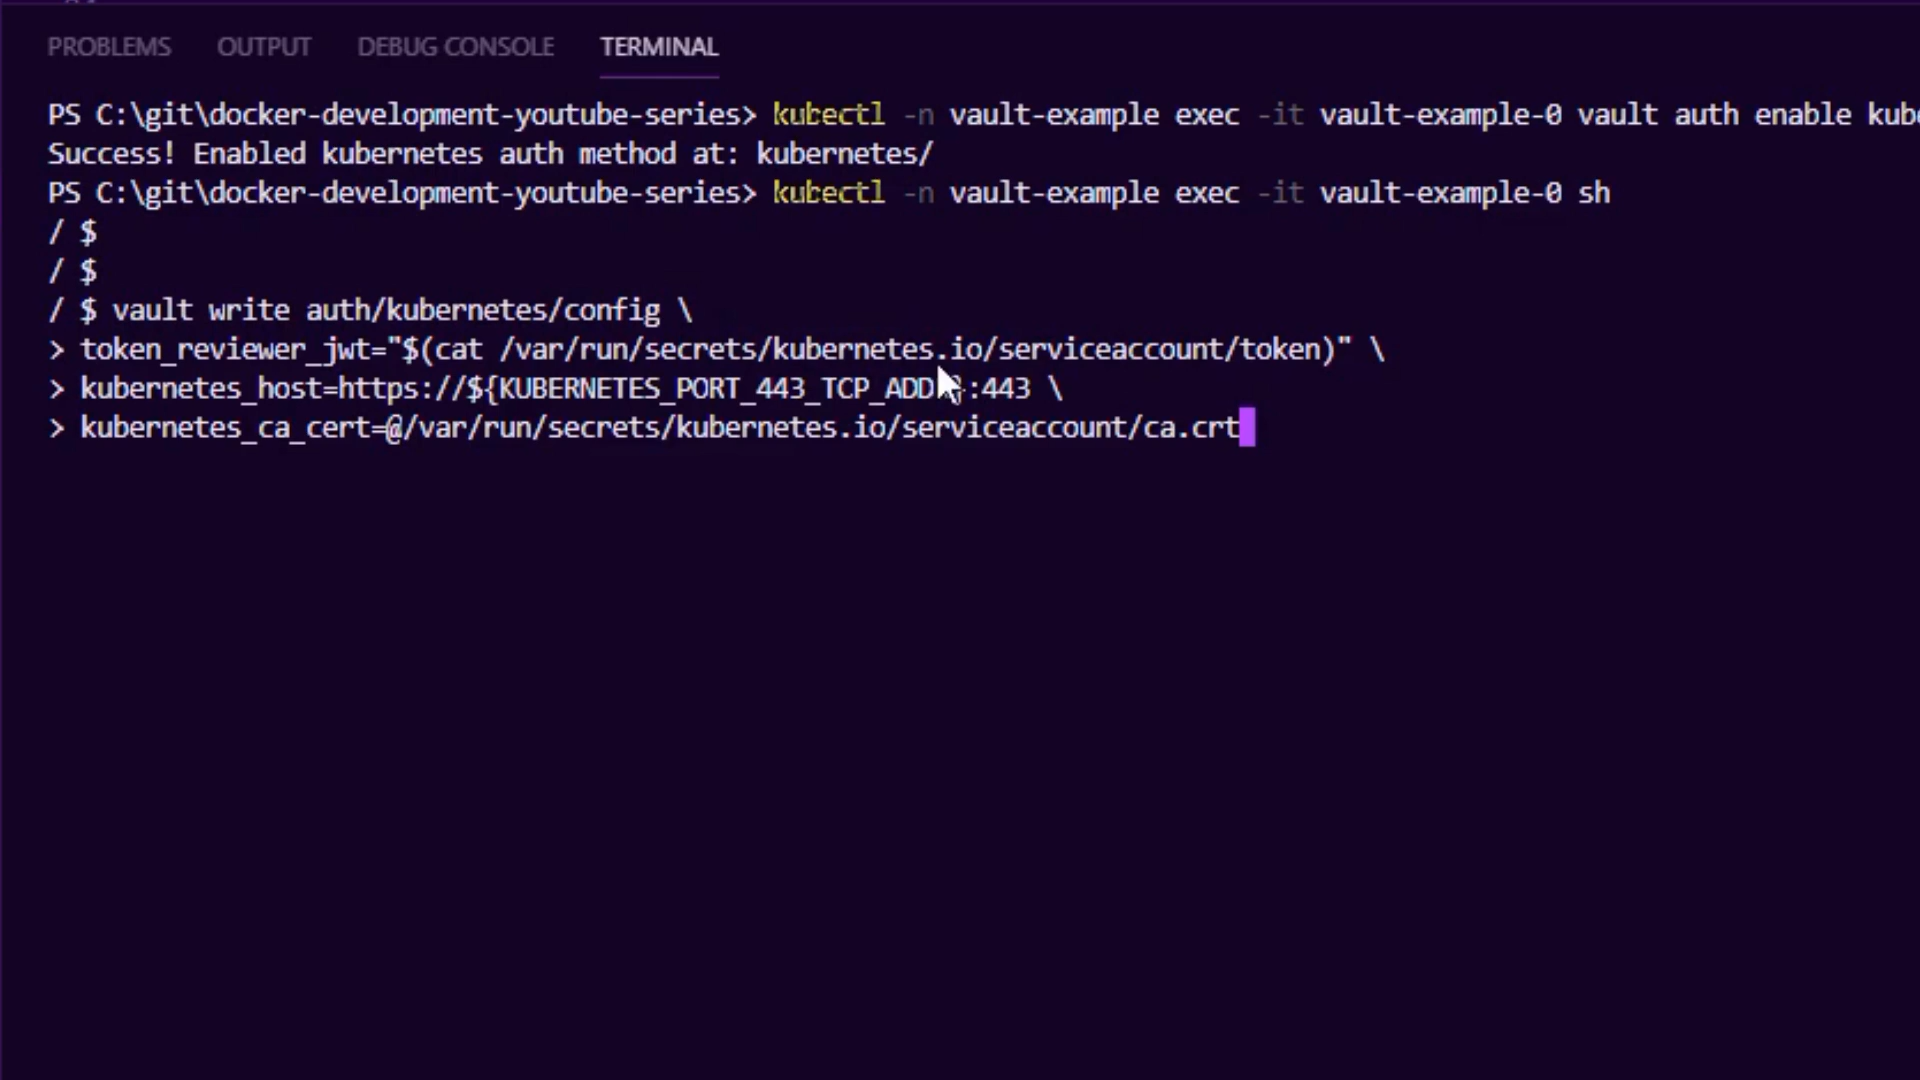 PROBLEMS OUTPUT DEBUG CONSOLE TERMINAL
PS C:\git\docker-development-youtube-series> kubectl -n vault-example exec -it vault-example-0 vault auth enable kube
Success! Enabled kubernetes auth method at: kubernetes/
PS C:\git\docker-development-youtube-series> kubectl -n vault-example exec -it vault-example-0 sh
/ $
/ $
/ $ vault write auth/kubernetes/config \
> token_reviewer_jwt="$(cat /var/run/secrets/kubernetes.io/serviceaccount/token)" \
> kubernetes_host=https://${KUBERNETES_PORT_443_TCP_ADD}:443 \
> kubernetes_ca_cert=@/var/run/secrets/kubernetes.io/serviceaccount/ca.crt